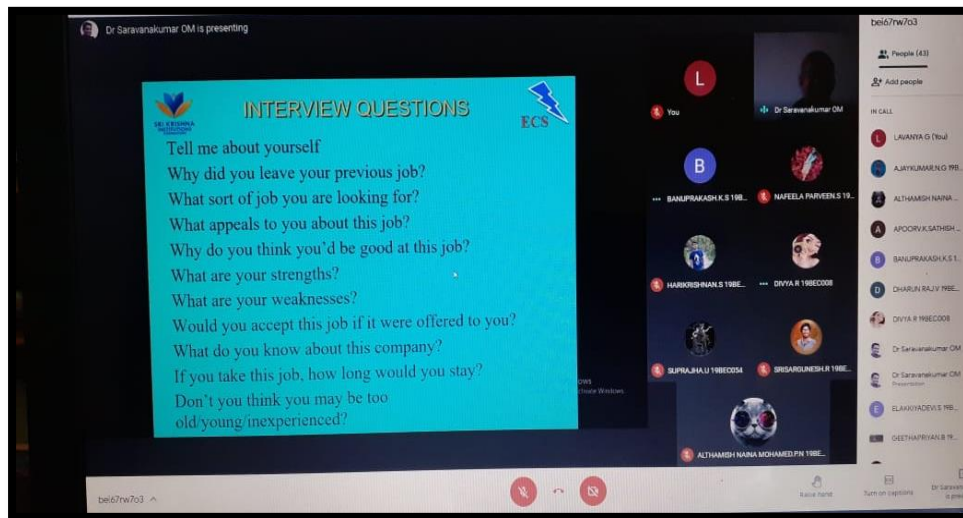 Dr Saravanakumar OM is presenting
SRI KRISHNA
INSTITUTIONS
INTERVIEW QUESTIONS
ECS
Tell me about yourself
Why did you leave your previous job?
What sort of job you are looking for?
What appeals to you about this job?
Why do you think you'd be good at this job?
What are your strengths?
What are your weaknesses?
Would you accept this job if it were offered to you?
What do you know about this company?
If you take this job, how long would you stay?
Don't you think you may be too
old/young/inexperienced?
L
You
Dr Saravanakumar OM
B
BANUPRAKASH.K.S 19B...
NAFEELA PARVEEN.S 19...
HARIKRISHNAN.S 19BE...
DIVYA R 19BEC008
SUPRAJHA.U 19BEC054
SRISARGUNESH.R 19BE...
ALTHAMISH NAINA MOHAMED.P.N 19BE...
Windows.
bei67rw7o3
People (43)
Add people
IN CALL
L LAVANYA G (You)
AJAYKUMAR.N.G 19B...
ALTHAMISH NAINA ...
A APOORV.K.SATHISH ...
B BANUPRAKASH.K.S 1...
D DHARUN RAJ.V 19BE...
DIVYA R 19BEC008
Dr Saravanakumar OM
Dr Saravanakumar OM
Presentation
E ELAKKIYADEVI.S 19B...
GEETHAPRIYAN.B 19...
bei67rw7o3
Raise hand
Turn on captions
Dr Saravan
is pres